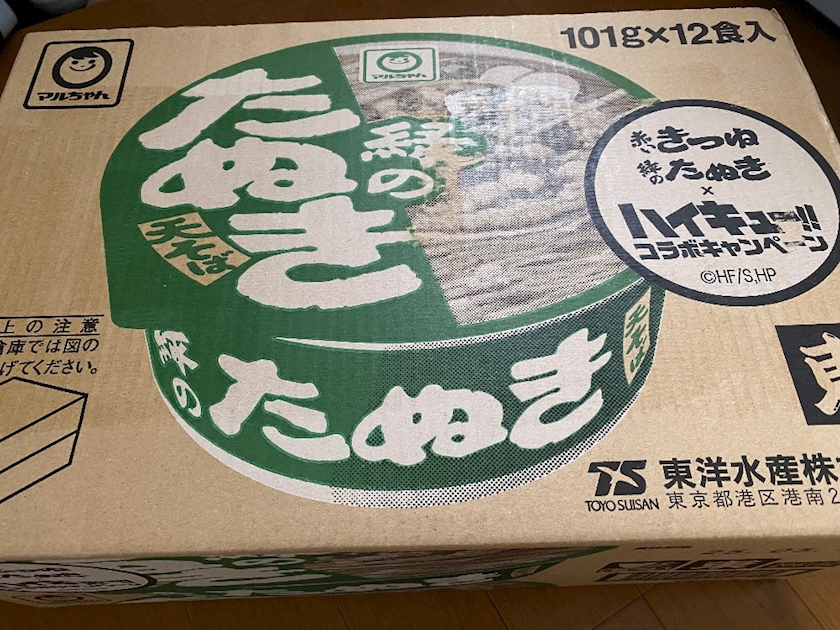 マルちゃん
101g×12食入
マルちゃん
緑の
たぬき
天そば
赤いきつね
緑のたぬき
×
ハイキュー!!
コラボキャンペーン
©HF/S,HP
上の注意
倉庫では図の
げてください。
緑の
たぬき
天そば
東
TS
TOYO SUISAN
東洋水産株
東京都港区港南2
25.03